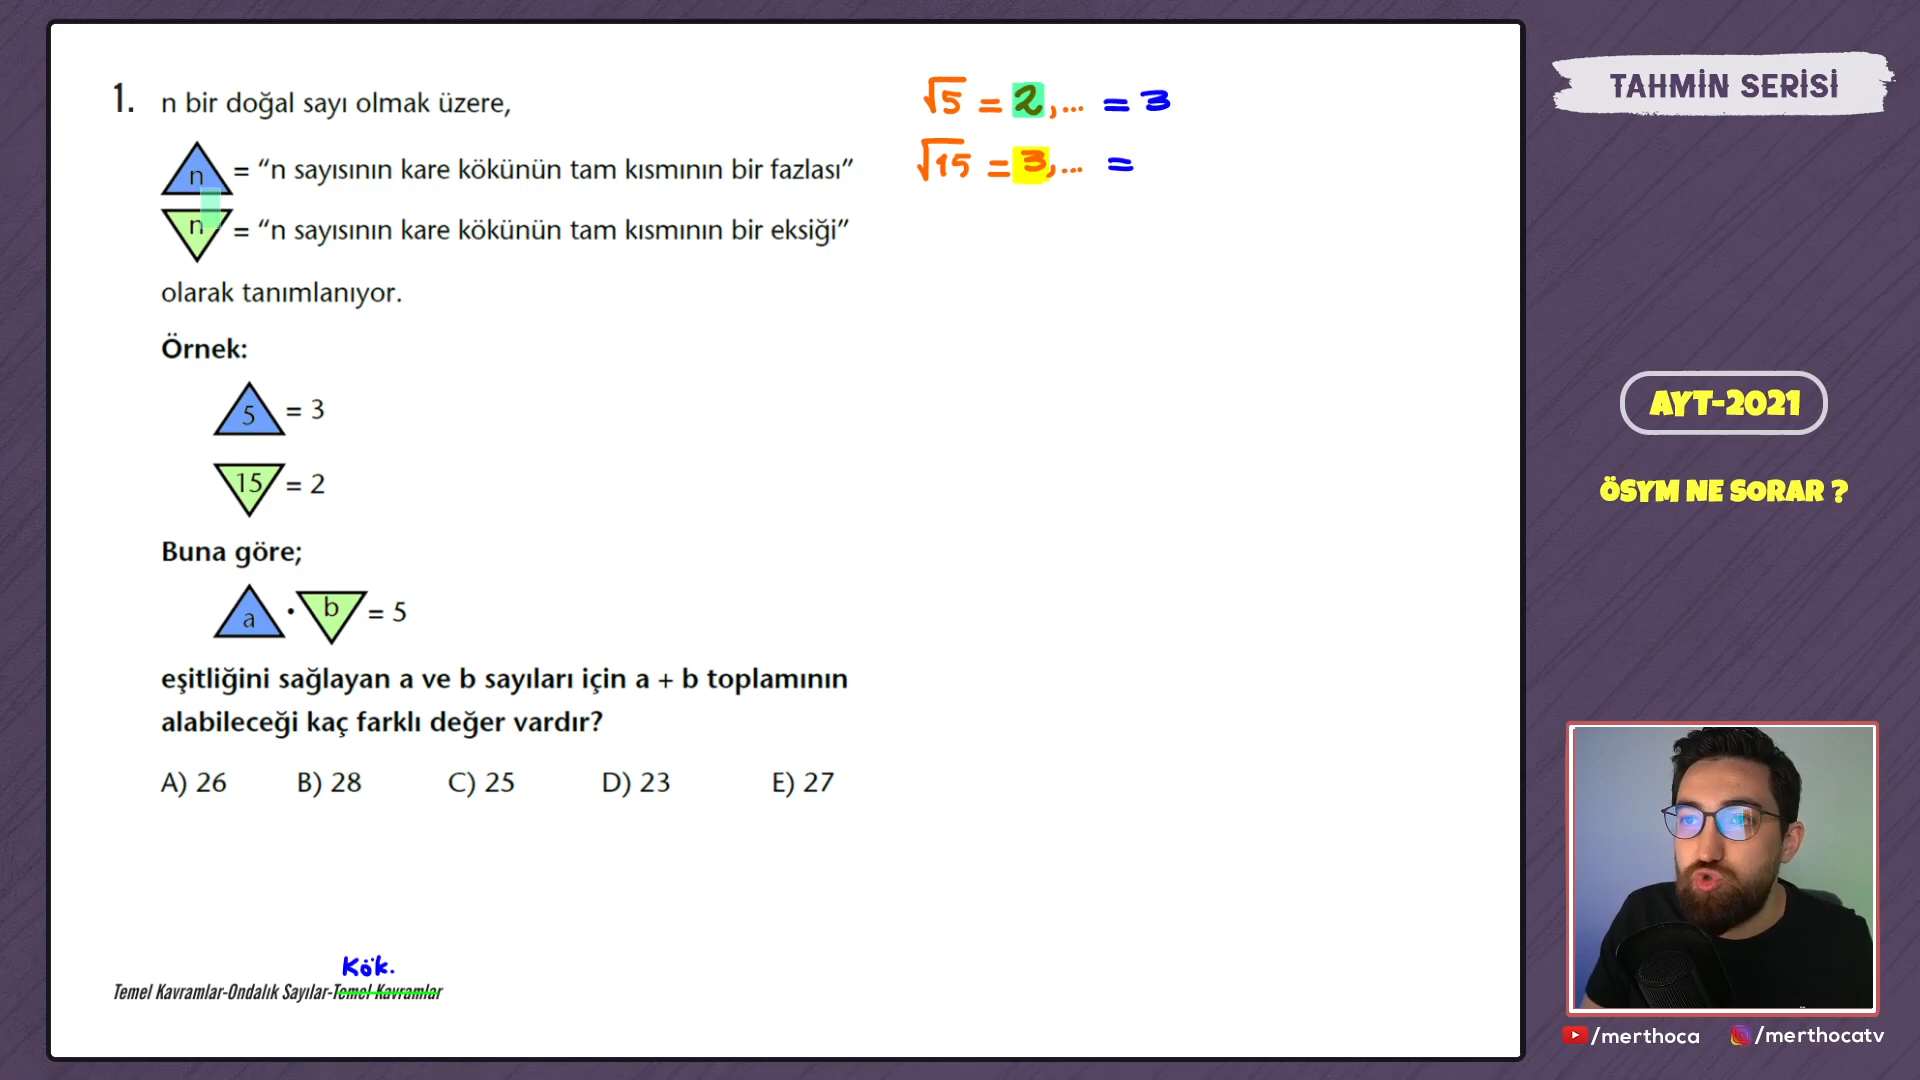 1. n bir doğal sayı olmak üzere,
n = “n sayısının kare kökünün tam kısmının bir fazlası”
n = “n sayısının kare kökünün tam kısmının bir eksiği”
olarak tanımlanıyor.
Örnek:
5 = 3
15 = 2
Buna göre;
a • b = 5
eşitliğini sağlayan a ve b sayıları için a + b toplamının
alabileceği kaç farklı değer vardır?
A) 26 B) 28 C) 25 D) 23 E) 27
Kök.
Temel Kavramlar-Ondalık Sayılar-Temel Kavramlar
√5 = 2,... = 3
√15 = 3,... =
TAHMİN SERİSİ
AYT-2021
ÖSYM NE SORAR ?
/merthoca /merthocatv